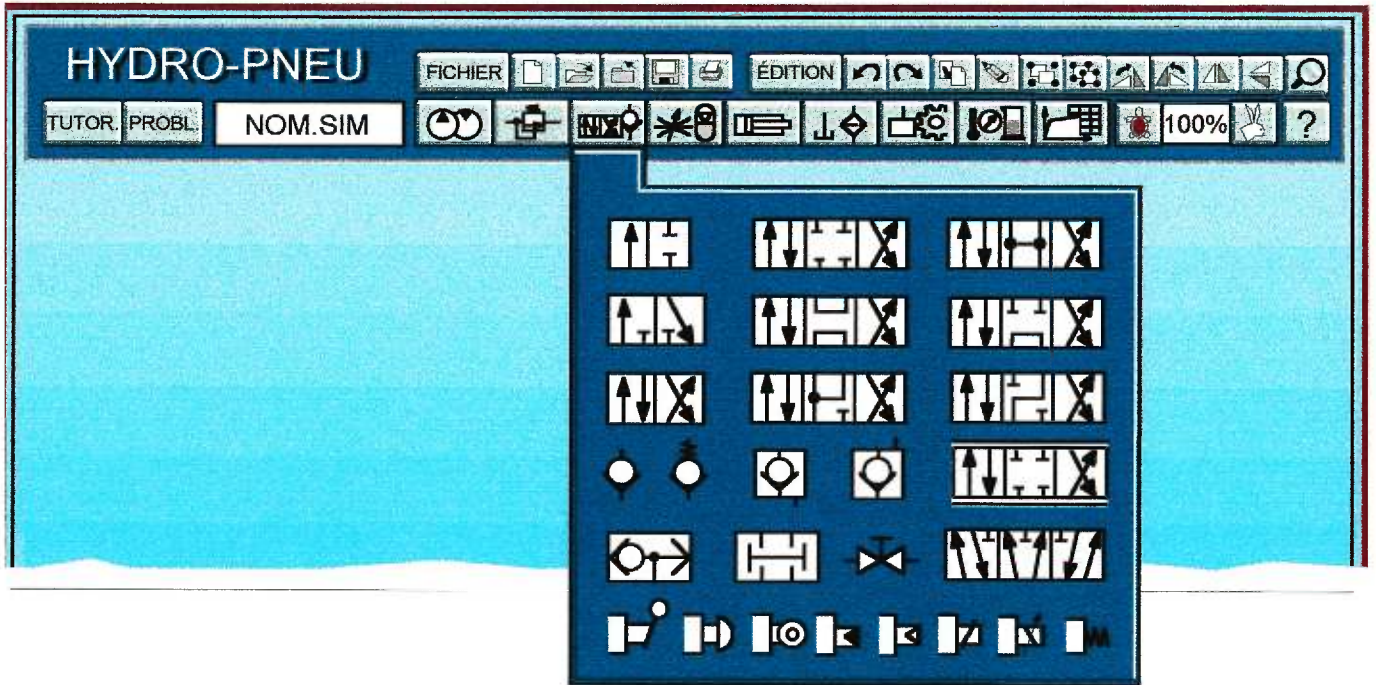 HYDRO-PNEU FICHIER ÉDITION
TUTOR. PROBL. NOM.SIM 100% ?